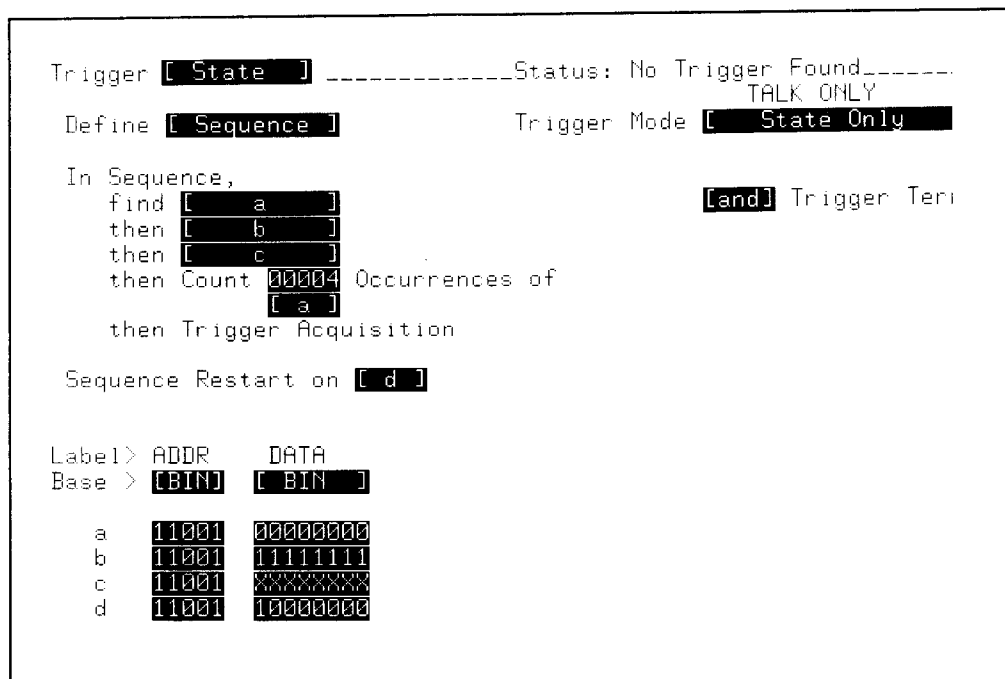 Trigger [ State ] _____________Status: No Trigger Found______
TALK ONLY
Define [ Sequence ] Trigger Mode [ State Only
In Sequence,
find [ a ] [and] Trigger
then [ b ]
then [ c ]
then Count 00004 Occurrences of
[ a ]
then Trigger Acquisition
Sequence Restart on [ d ]
Label> ADDR DATA
Base > [BIN] [ BIN ]
a 11001 00000000
b 11001 11111111
c 11001 XXXXXXXX
d 11001 10000000